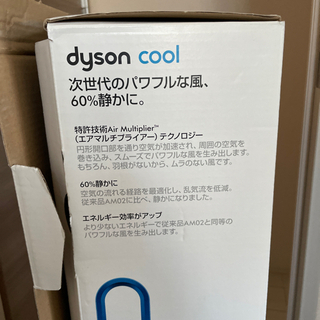 dyson cool
次世代のパワフルな風、
60%静かに。
特許技術Air Multiplier™
(エアマルチプライアー) テクノロジー
円形開口部を通り空気が加速され、周囲の空気を
巻き込み、スムーズでパワフルな風を生み出します。
もちろん、羽根がないから、ムラのない風です。
60%静かに
空気の流れる経路を最適化し、乱気流を低減。
従来品AM02に比べ、静かになりました。
エネルギー効率がアップ
より少ないエネルギーで従来品AM02と同等の
パワフルな風を生み出します。